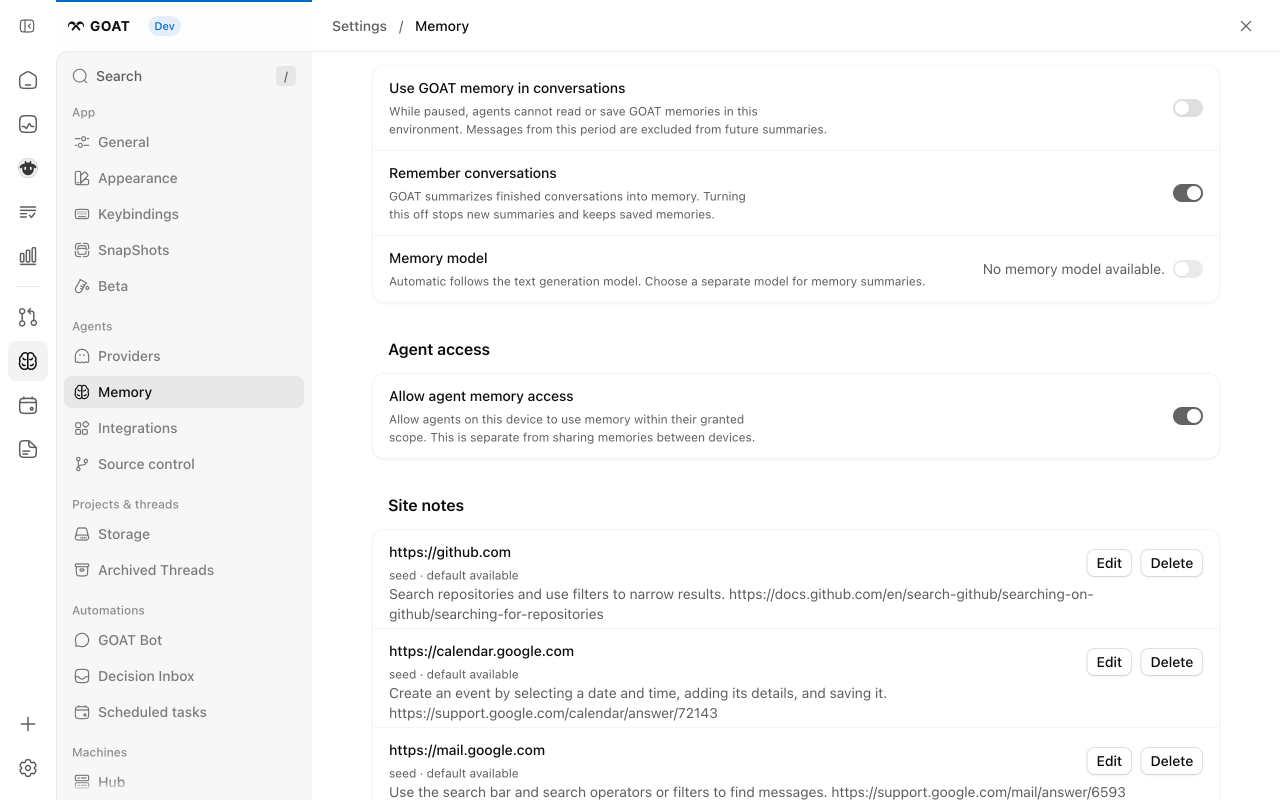 GOAT
Dev
Settings / Memory
Search
/
App
General
Appearance
Keybindings
SnapShots
Beta
Agents
Providers
Memory
Integrations
Source control
Projects & threads
Storage
Archived Threads
Automations
GOAT Bot
Decision Inbox
Scheduled tasks
Machines
Hub
Use GOAT memory in conversations
While paused, agents cannot read or save GOAT memories in this
environment. Messages from this period are excluded from future summaries.
Remember conversations
GOAT summarizes finished conversations into memory. Turning
this off stops new summaries and keeps saved memories.
Memory model
Automatic follows the text generation model. Choose a separate model for memory summaries.
No memory model available.
Agent access
Allow agent memory access
Allow agents on this device to use memory within their granted
scope. This is separate from sharing memories between devices.
Site notes
https://github.com
seed · default available
Search repositories and use filters to narrow results. https://docs.github.com/en/search-github/searching-on-
github/searching-for-repositories
Edit
Delete
https://calendar.google.com
seed · default available
Create an event by selecting a date and time, adding its details, and saving it.
https://support.google.com/calendar/answer/72143
Edit
Delete
https://mail.google.com
seed · default available
Use the search bar and search operators or filters to find messages. https://support.google.com/mail/answer/6593
Edit
Delete